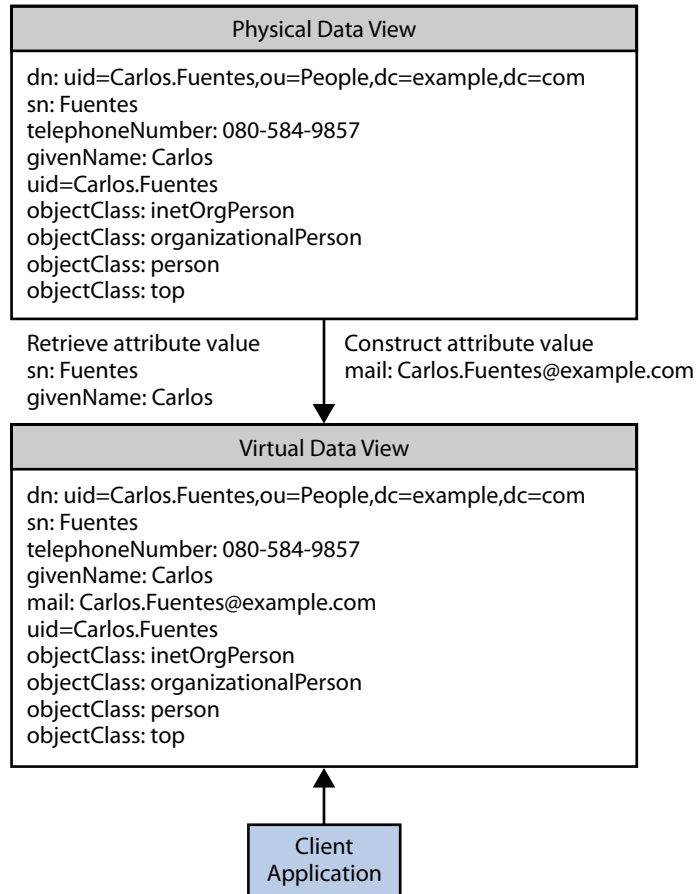 Physical Data View
dn: uid=Carlos.Fuentes,ou=People,dc=example,dc=com
sn: Fuentes
telephoneNumber: 080-584-9857
givenName: Carlos
uid=Carlos.Fuentes
objectClass: inetOrgPerson
objectClass: organizationalPerson
objectClass: person
objectClass: top
Retrieve attribute value
sn: Fuentes
givenName: Carlos
Construct attribute value
mail: Carlos.Fuentes@example.com
Virtual Data View
dn: uid=Carlos.Fuentes,ou=People,dc=example,dc=com
sn: Fuentes
telephoneNumber: 080-584-9857
givenName: Carlos
mail: Carlos.Fuentes@example.com
uid=Carlos.Fuentes
objectClass: inetOrgPerson
objectClass: organizationalPerson
objectClass: person
objectClass: top
Client
Application